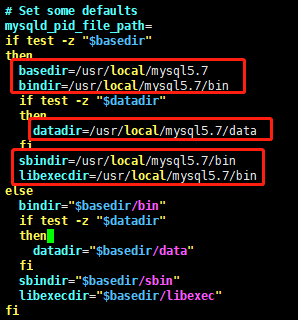 # Set some defaults
mysqld_pid_file_path=
if test -z "$basedir"
then
  basedir=/usr/local/mysql5.7
  bindir=/usr/local/mysql5.7/bin
  if test -z "$datadir"
  then
    datadir=/usr/local/mysql5.7/data
  fi
  sbindir=/usr/local/mysql5.7/bin
  libexecdir=/usr/local/mysql5.7/bin
else
  bindir="$basedir/bin"
  if test -z "$datadir"
  then
    datadir="$basedir/data"
  fi
  sbindir="$basedir/sbin"
  libexecdir="$basedir/libexec"
fi